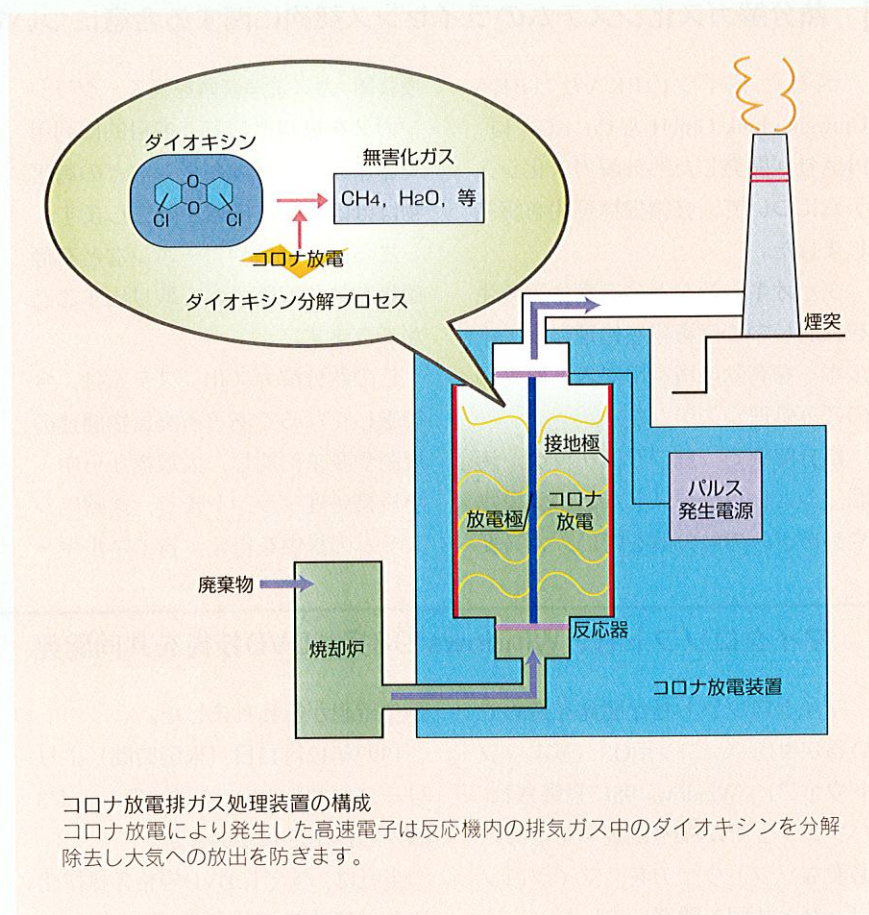 ダイオキシン
O
O
Cl
Cl
無害化ガス
CH4, H2O, 等
コロナ放電
ダイオキシン分解プロセス
煙突
接地極
放電極
コロナ
放電
パルス
発生電源
廃棄物
焼却炉
反応器
コロナ放電装置
コロナ放電排ガス処理装置の構成
コロナ放電により発生した高速電子は反応機内の排気ガス中のダイオキシンを分解
除去し大気への放出を防ぎます。